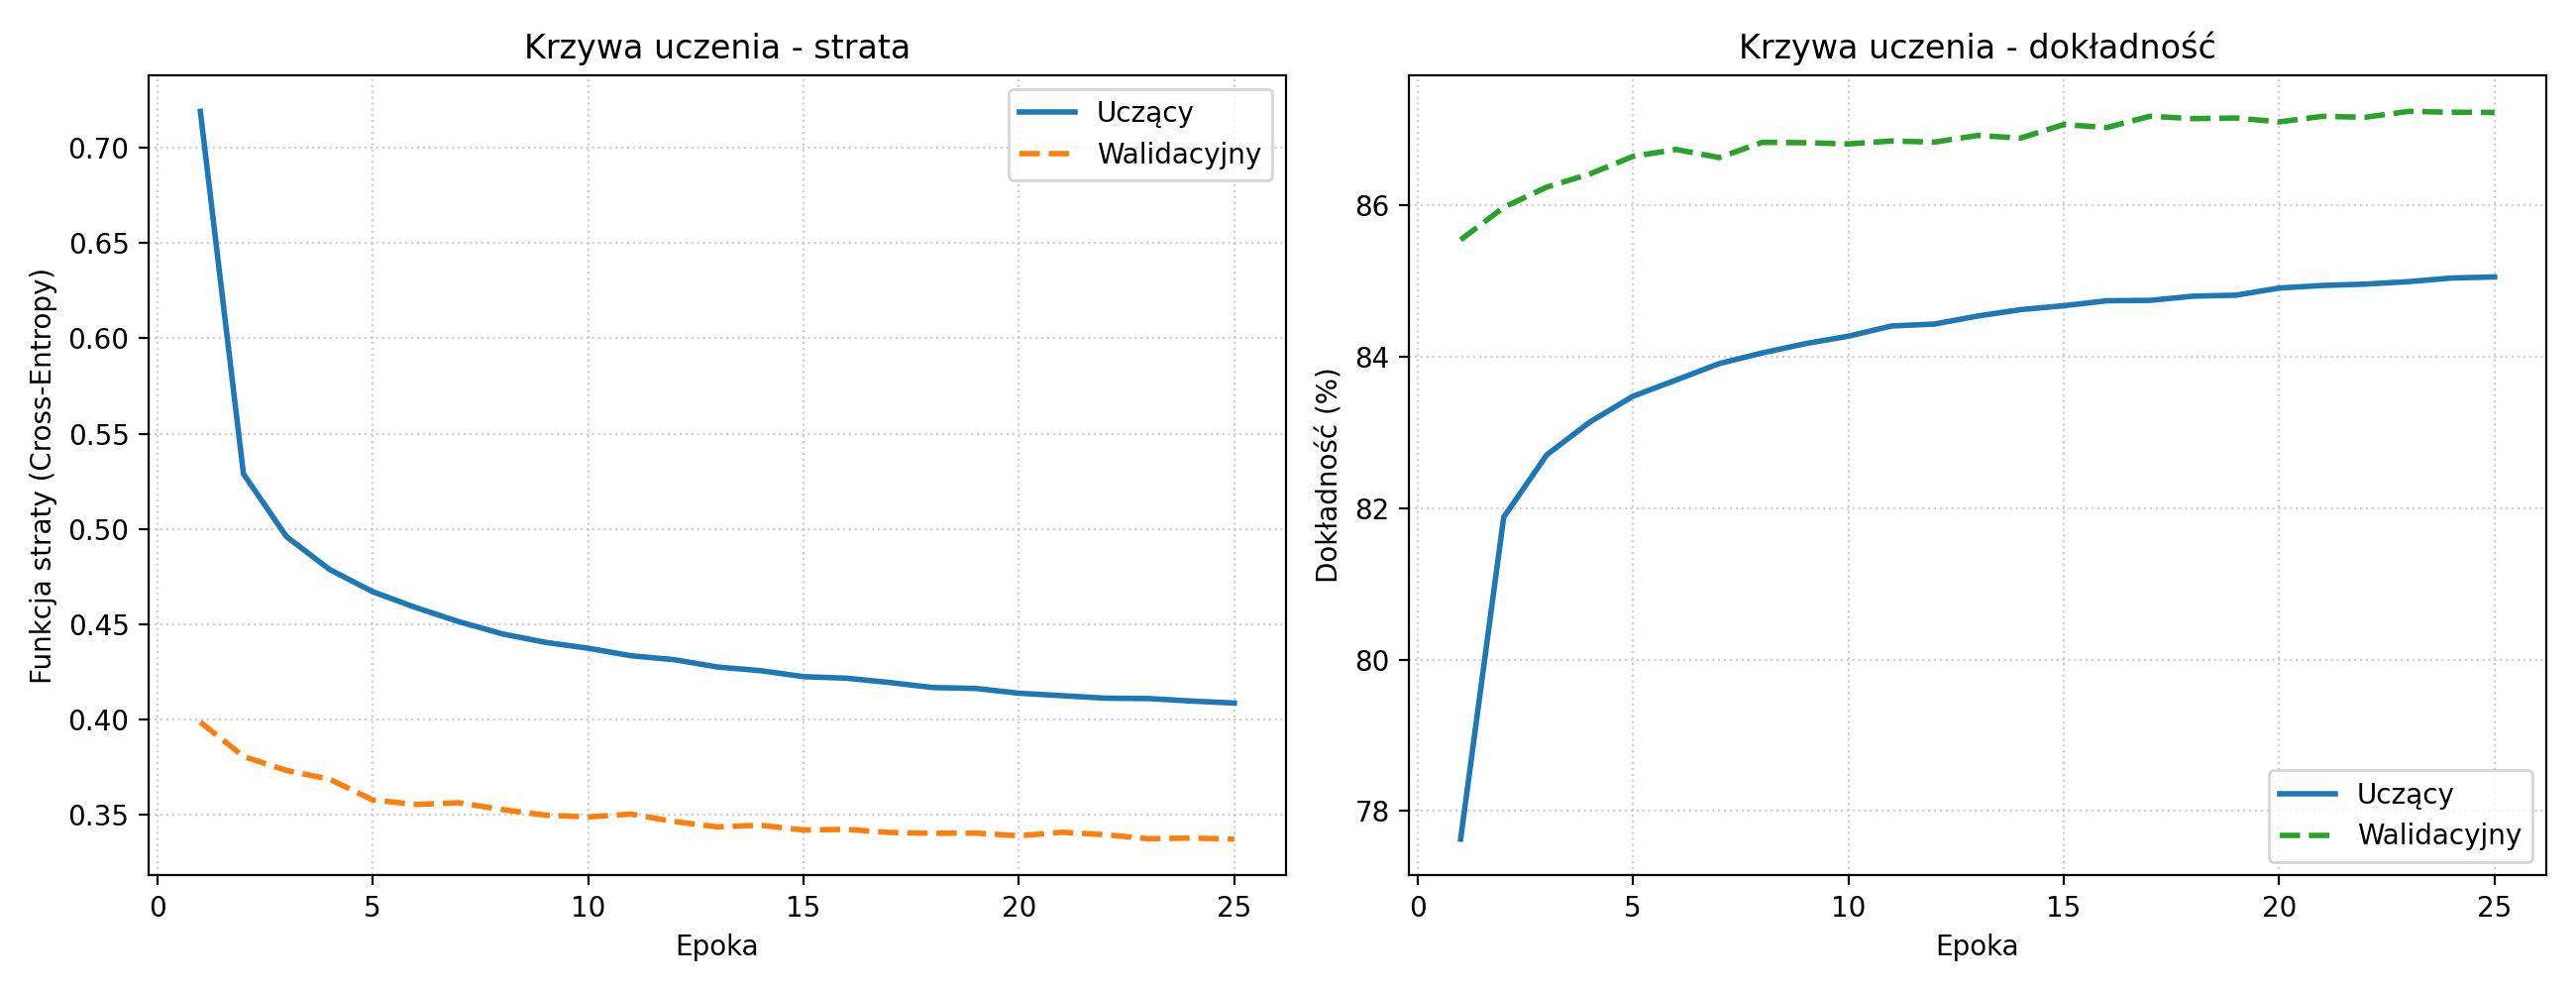 Krzywa uczenia - strata
Funkcja straty (Cross-Entropy)
0.70
0.65
0.60
0.55
0.50
0.45
0.40
0.35
Uczący
Walidacyjny
0 5 10 15 20 25
Epoka
Krzywa uczenia - dokładność
Dokładność (%)
86
84
82
80
78
Uczący
Walidacyjny
0 5 10 15 20 25
Epoka